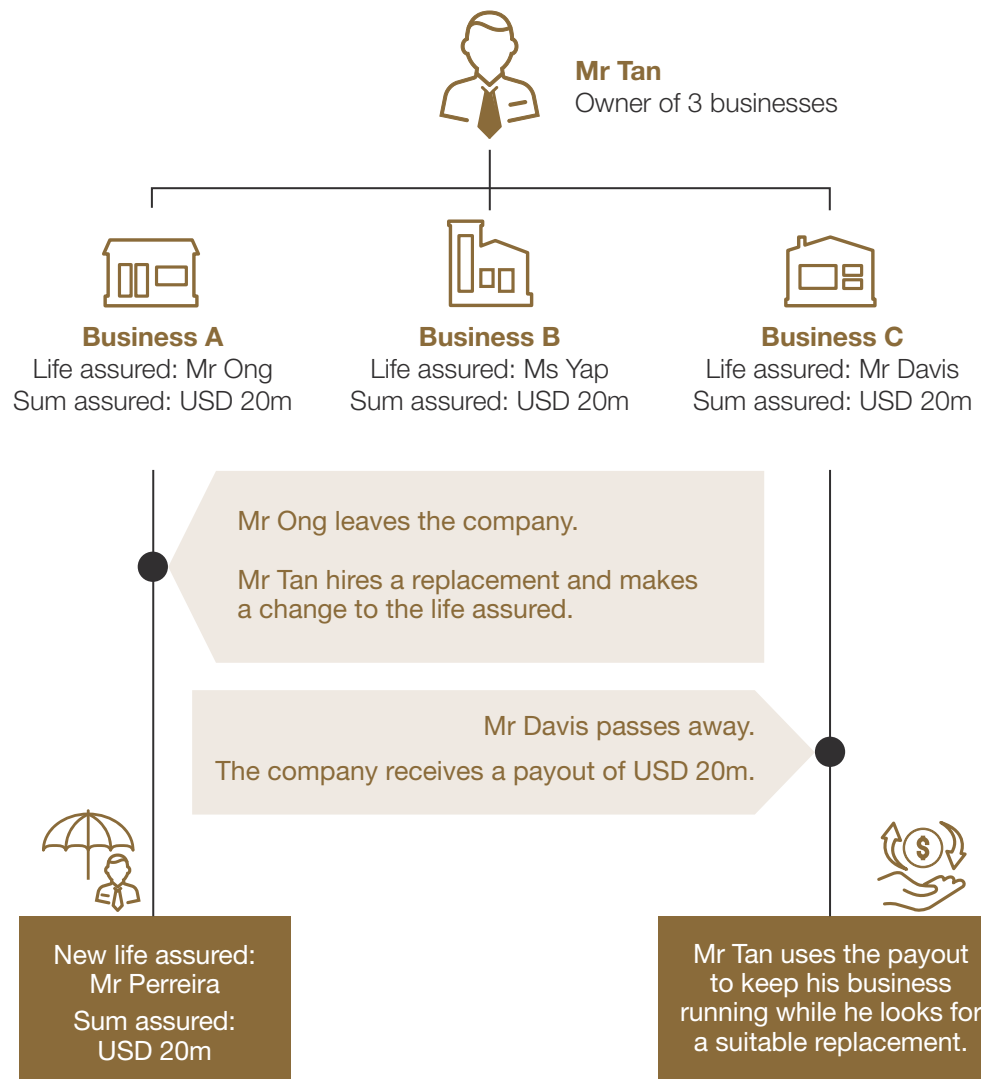 Mr Tan
Owner of 3 businesses
Business A
Life assured: Mr Ong
Sum assured: USD 20m
Business B
Life assured: Ms Yap
Sum assured: USD 20m
Business C
Life assured: Mr Davis
Sum assured: USD 20m
Mr Ong leaves the company.
Mr Tan hires a replacement and makes
a change to the life assured.
Mr Davis passes away.
The company receives a payout of USD 20m.
$
New life assured:
Mr Perreira
Sum assured:
USD 20m
Mr Tan uses the payout
to keep his business
running while he looks for
a suitable replacement.